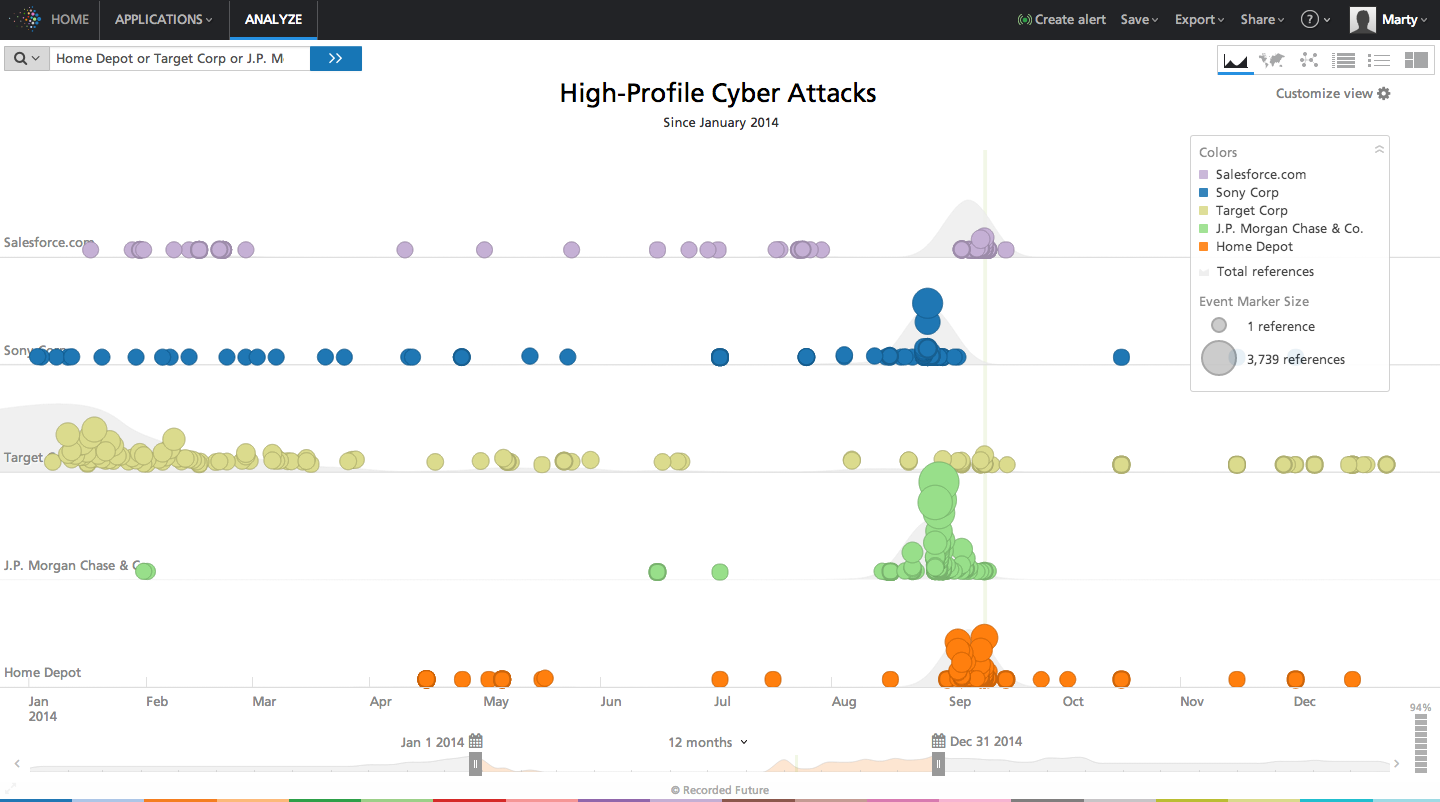 HOME APPLICATIONS ANALYZE Create alert Save Export Share ? Marty
Home Depot or Target Corp or J.P. M
High-Profile Cyber Attacks
Since January 2014
Customize view
Colors
Salesforce.com
Sony Corp
Target Corp
J.P. Morgan Chase & Co.
Home Depot
Total references
Event Marker Size
1 reference
3,739 references
Salesforce.com
Sony Corp
Target
J.P. Morgan Chase & C
Home Depot
Jan Feb Mar Apr May Jun Jul Aug Sep Oct Nov Dec
2014
94%
Jan 1 2014 12 months Dec 31 2014
© Recorded Future